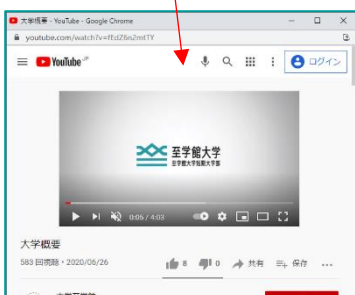 大学概要 - YouTube - Google Chrome
youtube.com/watch?v=fEdZ6n2mtTY
YouTube JP
ログイン
至学館大学
至学館大学短期大学部
0:05 / 4:03
大学概要
583 回視聴・2020/06/26
8
0
共有
保存